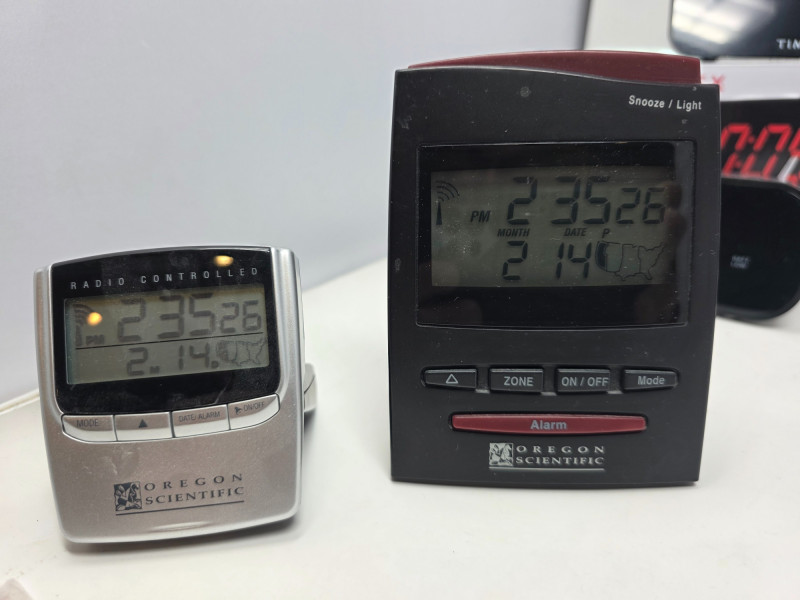 TIM
Snooze / Light
PM 2 35 26
MONTH DATE P
2 14
ZONE
ON / OFF
Mode
Alarm
OREGON
SCIENTIFIC
RADIO CONTROLLED
PM 2 35 26
2 M 14 D
MODE
DATE/ALARM
ON/OFF
OREGON
SCIENTIFIC